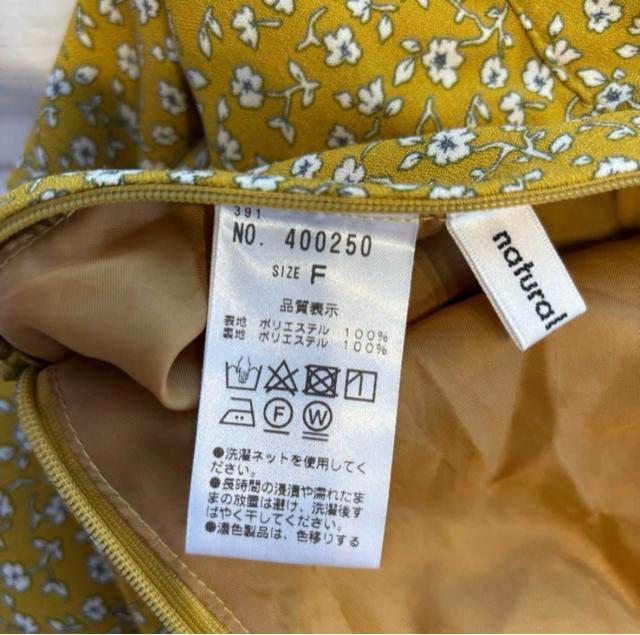 391
NO. 400250
SIZE F
品質表示
表地 ポリエステル 100%
裏地 ポリエステル 100%
F W
●洗濯ネットを使用してく
ださい。
●長時間の浸漬や濡れたま
まの放置は避け、洗濯後す
ばやく干してください。
●濃色製品は、色移りする
natural